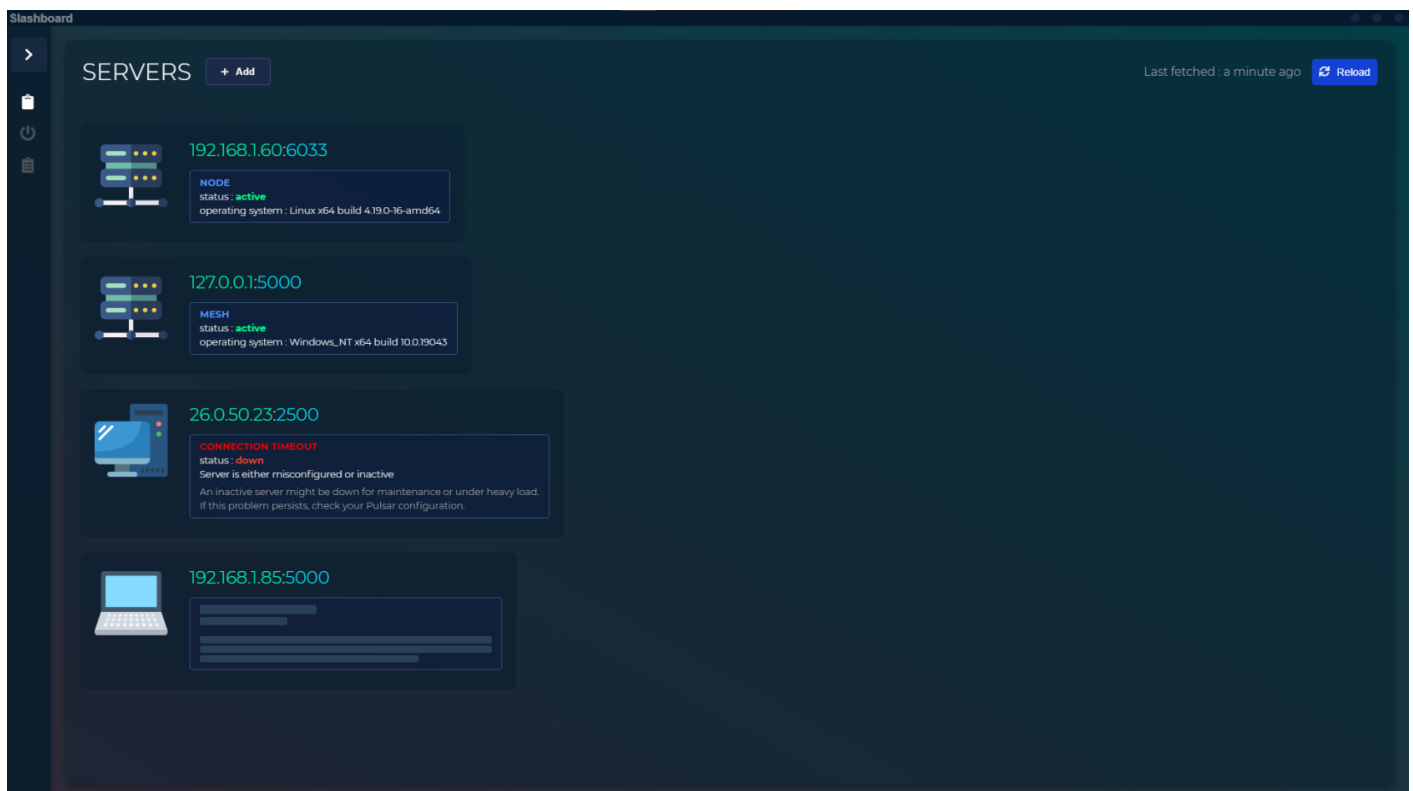 Slashboard
SERVERS
+ Add
Last fetched : a minute ago
Reload
192.168.1.60:6033
NODE
status : active
operating system : Linux x64 build 4.19.0-16-amd64
127.0.0.1:5000
MESH
status : active
operating system : Windows_NT x64 build 10.0.19043
26.0.50.23:2500
CONNECTION TIMEOUT
status : down
Server is either misconfigured or inactive
An inactive server might be down for maintenance or under heavy load.
If this problem persists, check your Pulsar configuration.
192.168.1.85:5000